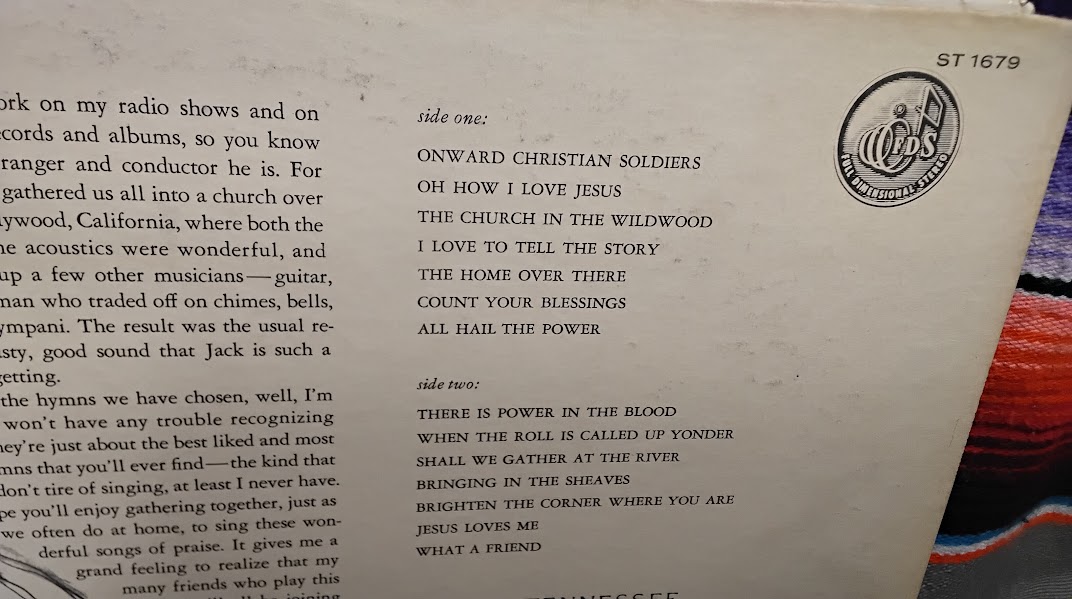 ST 1679
FDS
FULL DIMENSIONAL STEREO
work on my radio shows and on
records and albums, so you know
ranger and conductor he is. For
gathered us all into a church over
lywood, California, where both the
he acoustics were wonderful, and
up a few other musicians—guitar,
man who traded off on chimes, bells,
ympani. The result was the usual re-
usty, good sound that Jack is such a
getting.
the hymns we have chosen, well, I'm
won't have any trouble recognizing
hey're just about the best liked and most
mns that you'll ever find—the kind that
don't tire of singing, at least I never have.
pe you'll enjoy gathering together, just as
we often do at home, to sing these won-
derful songs of praise. It gives me a
grand feeling to realize that my
many friends who play this
joining
side one:
ONWARD CHRISTIAN SOLDIERS
OH HOW I LOVE JESUS
THE CHURCH IN THE WILDWOOD
I LOVE TO TELL THE STORY
THE HOME OVER THERE
COUNT YOUR BLESSINGS
ALL HAIL THE POWER
side two:
THERE IS POWER IN THE BLOOD
WHEN THE ROLL IS CALLED UP YONDER
SHALL WE GATHER AT THE RIVER
BRINGING IN THE SHEAVES
BRIGHTEN THE CORNER WHERE YOU ARE
JESUS LOVES ME
WHAT A FRIEND
TENNESSEE